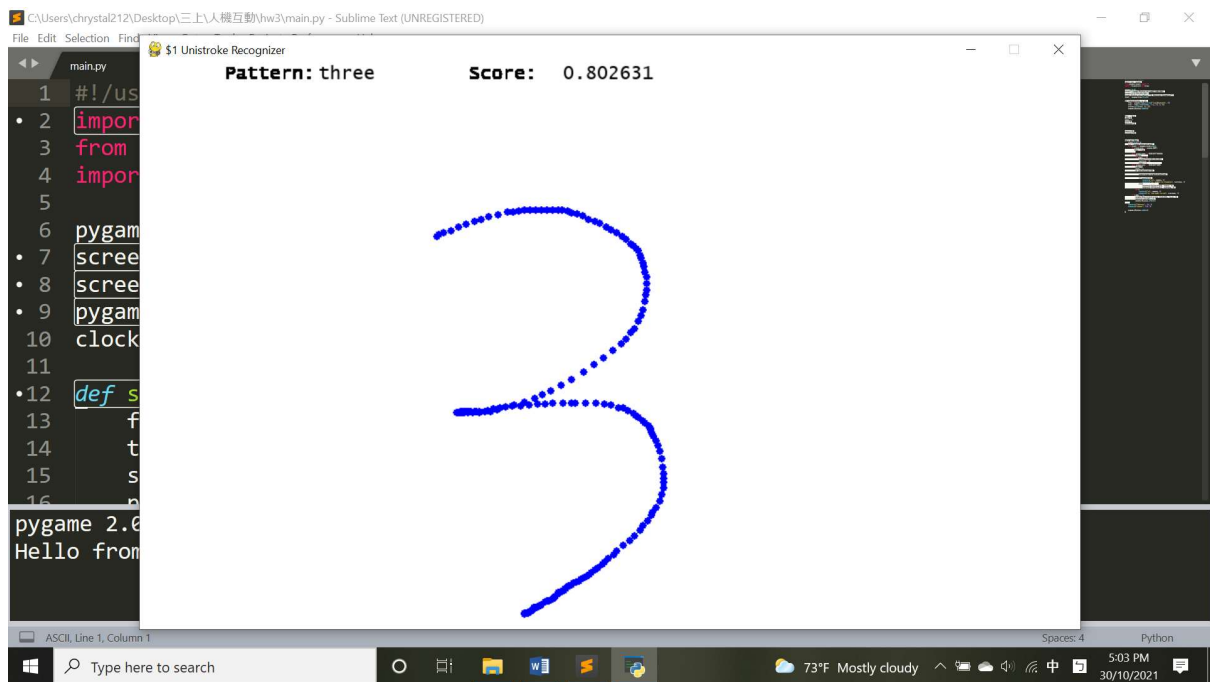 C:\Users\chrystal212\Desktop\三上\人機互動\hw3\main.py - Sublime Text (UNREGISTERED)
File Edit Selection Find
$1 Unistroke Recognizer
main.py
Pattern: three Score: 0.802631
1 #!/us
2 impor
3 from
4 impor
5
6 pygam
7 scree
8 scree
9 pygam
10 clock
11
12 def s
13 f
14 t
15 s
16
3
pygame 2.0
Hello from
ASCII, Line 1, Column 1 Spaces: 4 Python
Type here to search 73°F Mostly cloudy 中 5:03 PM
30/10/2021